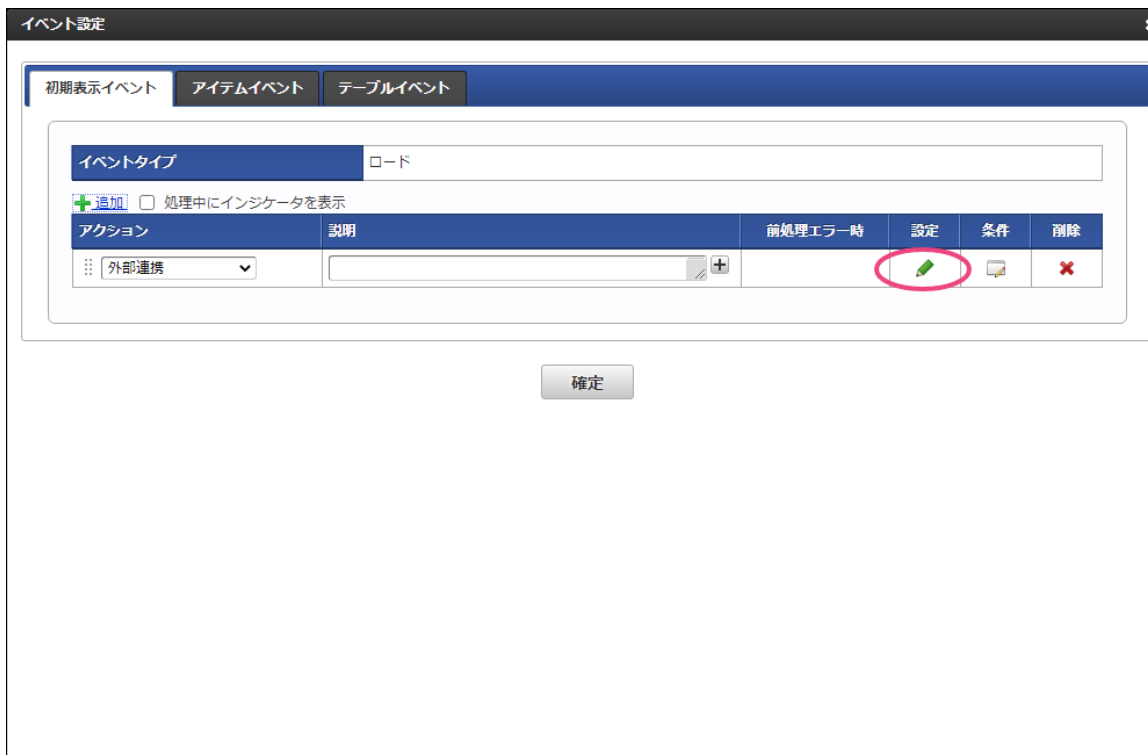 イベント設定
初期表示イベント アイテムイベント テーブルイベント
イベントタイプ ロード
追加 処理中にインジケータを表示
アクション 説明 前処理エラー時 設定 条件 削除
外部連携
確定